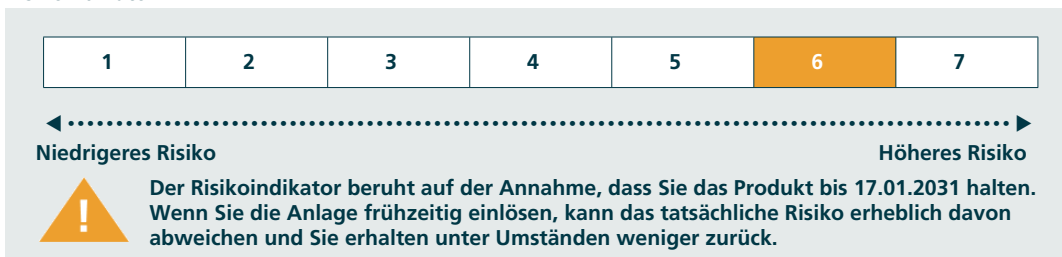 1 2 3 4 5 6 7
Niedrigeres Risiko Höheres Risiko
! Der Risikoindikator beruht auf der Annahme, dass Sie das Produkt bis 17.01.2031 halten.
Wenn Sie die Anlage frühzeitig einlösen, kann das tatsächliche Risiko erheblich davon
abweichen und Sie erhalten unter Umständen weniger zurück.